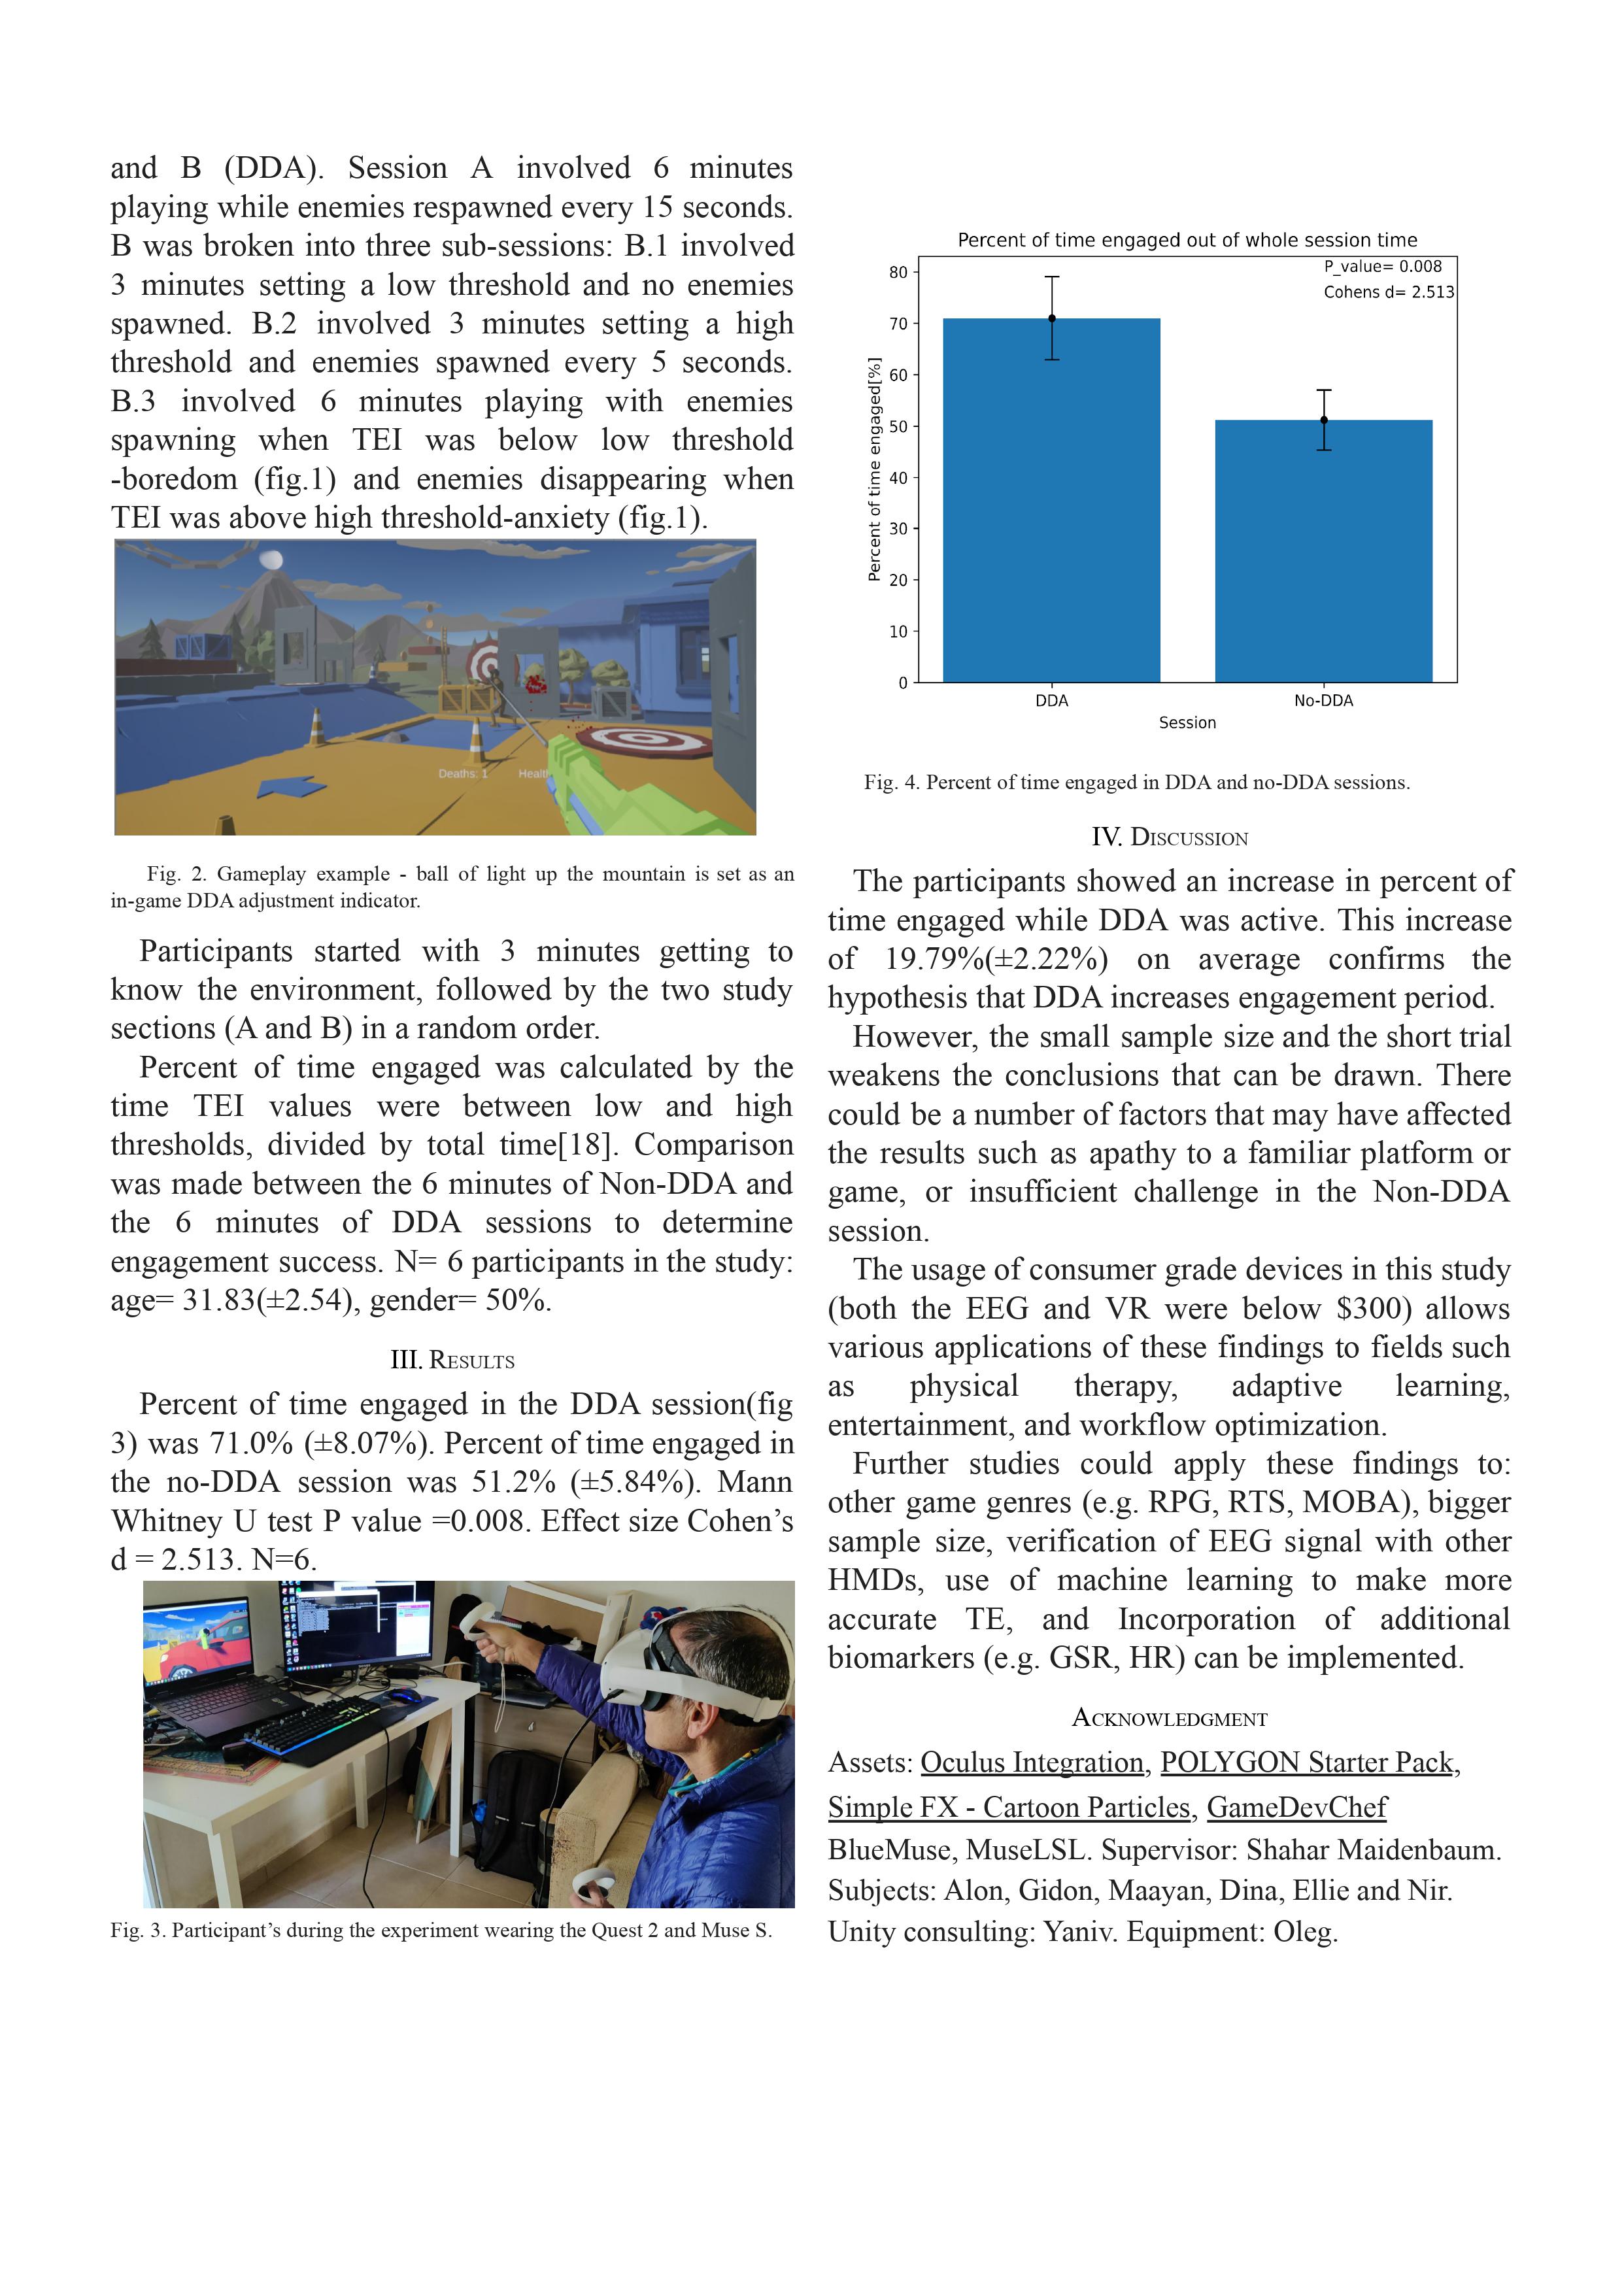 and B (DDA). Session A involved 6 minutes
playing while enemies respawned every 15 seconds.
B was broken into three sub-sessions: B.1 involved
3 minutes setting a low threshold and no enemies
spawned. B.2 involved 3 minutes setting a high
threshold and enemies spawned every 5 seconds.
B.3 involved 6 minutes playing with enemies
spawning when TEI was below low threshold
-boredom (fig.1) and enemies disappearing when
TEI was above high threshold-anxiety (fig.1).
Deaths: 1 Healt
Fig. 2. Gameplay example - ball of light up the mountain is set as an
in-game DDA adjustment indicator.
Participants started with 3 minutes getting to
know the environment, followed by the two study
sections (A and B) in a random order.
Percent of time engaged was calculated by the
time TEI values were between low and high
thresholds, divided by total time[18]. Comparison
was made between the 6 minutes of Non-DDA and
the 6 minutes of DDA sessions to determine
engagement success. N= 6 participants in the study:
age= 31.83(±2.54), gender= 50%.
III. Results
Percent of time engaged in the DDA session(fig
3) was 71.0% (±8.07%). Percent of time engaged in
the no-DDA session was 51.2% (±5.84%). Mann
Whitney U test P value =0.008. Effect size Cohen’s
d = 2.513. N=6.
Fig. 3. Participant’s during the experiment wearing the Quest 2 and Muse S.
Percent of time engaged out of whole session time
P_value= 0.008
Cohens d= 2.513
Percent of time engaged[%]
80
70
60
50
40
30
20
10
0
DDA No-DDA
Session
Fig. 4. Percent of time engaged in DDA and no-DDA sessions.
IV. Discussion
The participants showed an increase in percent of
time engaged while DDA was active. This increase
of 19.79%(±2.22%) on average confirms the
hypothesis that DDA increases engagement period.
However, the small sample size and the short trial
weakens the conclusions that can be drawn. There
could be a number of factors that may have affected
the results such as apathy to a familiar platform or
game, or insufficient challenge in the Non-DDA
session.
The usage of consumer grade devices in this study
(both the EEG and VR were below $300) allows
various applications of these findings to fields such
as physical therapy, adaptive learning,
entertainment, and workflow optimization.
Further studies could apply these findings to:
other game genres (e.g. RPG, RTS, MOBA), bigger
sample size, verification of EEG signal with other
HMDs, use of machine learning to make more
accurate TE, and Incorporation of additional
biomarkers (e.g. GSR, HR) can be implemented.
Acknowledgment
Assets: Oculus Integration, POLYGON Starter Pack,
Simple FX - Cartoon Particles, GameDevChef
BlueMuse, MuseLSL. Supervisor: Shahar Maidenbaum.
Subjects: Alon, Gidon, Maayan, Dina, Ellie and Nir.
Unity consulting: Yaniv. Equipment: Oleg.